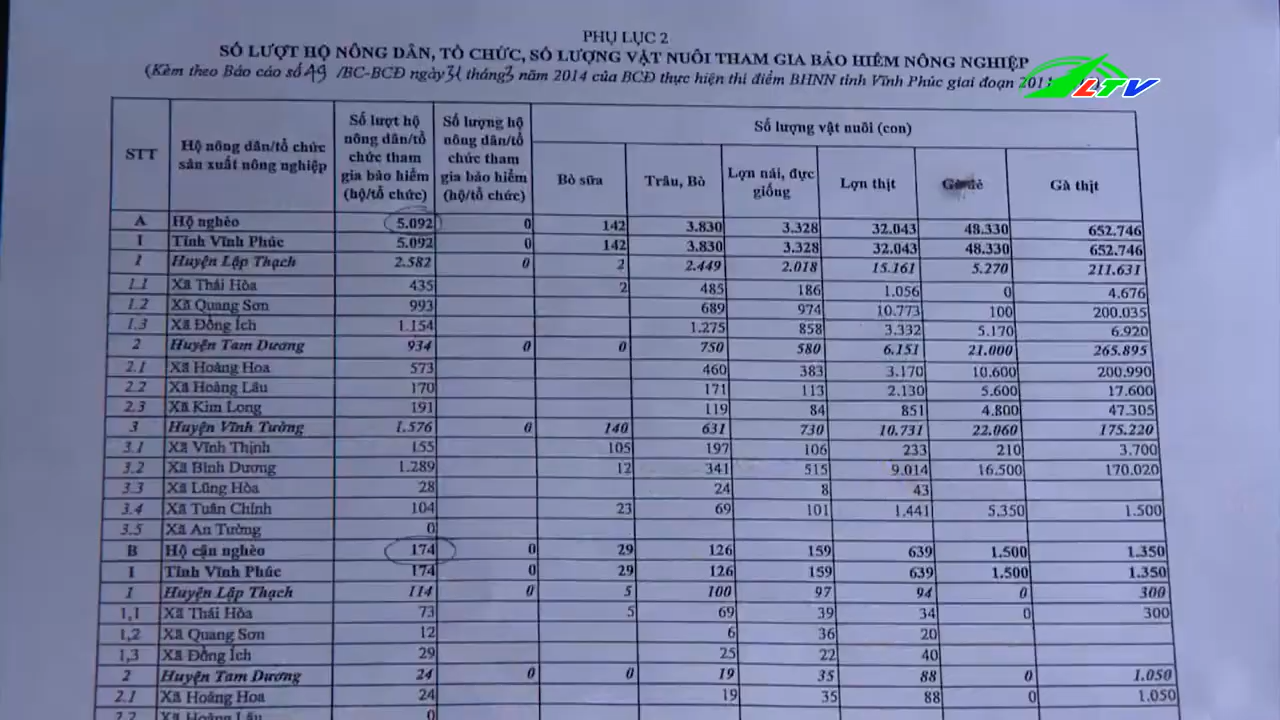 PHỤ LỤC 2
SỐ LƯỢT HỘ NÔNG DÂN, TỔ CHỨC, SỐ LƯỢNG VẬT NUÔI THAM GIA BẢO HIỂM NÔNG NGHIỆP
(Kèm theo Báo cáo số 49 /BC-BCĐ ngày 31 tháng 3 năm 2014 của BCĐ thực hiện thí điểm BHNN tỉnh Vĩnh Phúc giai đoạn
LTV
STT Hộ nông dân/tổ chức sản xuất nông nghiệp Số lượt hộ nông dân/tổ chức tham gia bảo hiểm (hộ/tổ chức) Số lượng hộ nông dân/tổ chức tham gia bảo hiểm (hộ/tổ chức) Số lượng vật nuôi (con)
Bò sữa Trâu, Bò Lợn nái, đực giống Lợn thịt Gà đẻ Gà thịt
A Hộ nghèo 5.092 0 142 3.830 3.328 32.043 48.330 652.746
I Tỉnh Vĩnh Phúc 5.092 0 142 3.830 3.328 32.043 48.330 652.746
1 Huyện Lập Thạch 2.582 0 2 2.449 2.018 15.161 5.270 211.631
1.1 Xã Thái Hòa 435 2 485 186 1.056 0 4.676
1.2 Xã Quang Sơn 993 689 974 10.773 100 200.035
1.3 Xã Đồng Ích 1.154 1.275 858 3.332 5.170 6.920
2 Huyện Tam Dương 934 0 0 750 580 6.151 21.000 265.895
2.1 Xã Hoàng Hoa 573 460 383 3.170 10.600 200.990
2.2 Xã Hoàng Lâu 170 171 113 2.130 5.600 17.600
2.3 Xã Kim Long 191 119 84 851 4.800 47.305
3 Huyện Vĩnh Tường 1.576 0 140 631 730 10.731 22.060 175.220
3.1 Xã Vĩnh Thịnh 155 105 197 106 233 210 3.700
3.2 Xã Bình Dương 1.289 12 341 515 9.014 16.500 170.020
3.3 Xã Lũng Hòa 28 24 8 43
3.4 Xã Tuân Chính 104 23 69 101 1.441 5.350 1.500
3.5 Xã An Tường 0
B Hộ cận nghèo 174 0 29 126 159 639 1.500 1.350
I Tỉnh Vĩnh Phúc 174 0 29 126 159 639 1.500 1.350
1 Huyện Lập Thạch 114 0 5 100 97 94 0 300
1,1 Xã Thái Hòa 73 5 69 39 34 0 300
1,2 Xã Quang Sơn 12 6 36 20
1,3 Xã Đồng Ích 29 25 22 40
2 Huyện Tam Dương 24 0 0 19 35 88 0 1.050
2.1 Xã Hoàng Hoa 24 19 35 88 0 1.050
2.2 Xã Hoàng Lâu 0